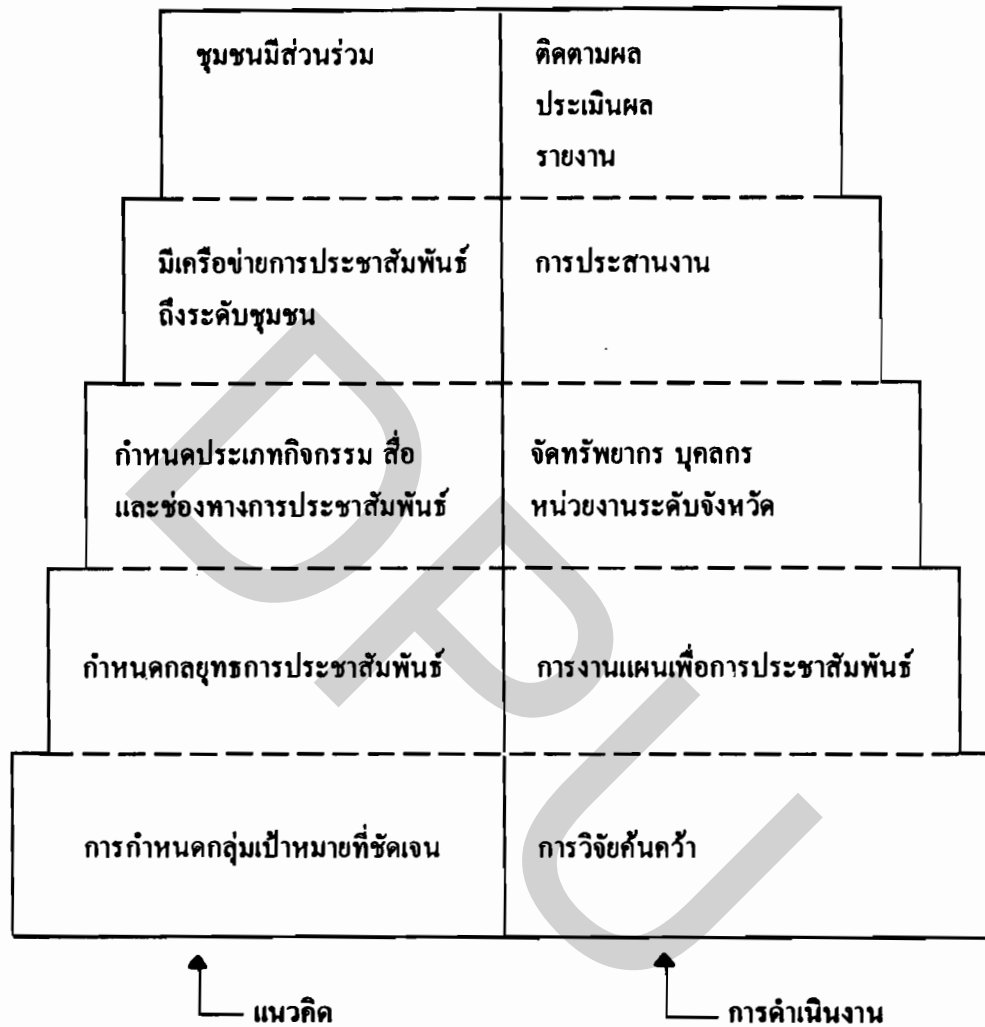 ชุมชนมีส่วนร่วม
ติดตามผล
ประเมินผล
รายงาน
มีเครือข่ายการประชาสัมพันธ์
ถึงระดับชุมชน
การประสานงาน
กำหนดประเภทกิจกรรม สื่อ
และช่องทางการประชาสัมพันธ์
จัดทรัพยากร บุคลกร
หน่วยงานระดับจังหวัด
กำหนดกลยุทธการประชาสัมพันธ์
การงานแผนเพื่อการประชาสัมพันธ์
การกำหนดกลุ่มเป้าหมายที่ชัดเจน
การวิจัยค้นคว้า
แนวคิด
การดำเนินงาน
DPU